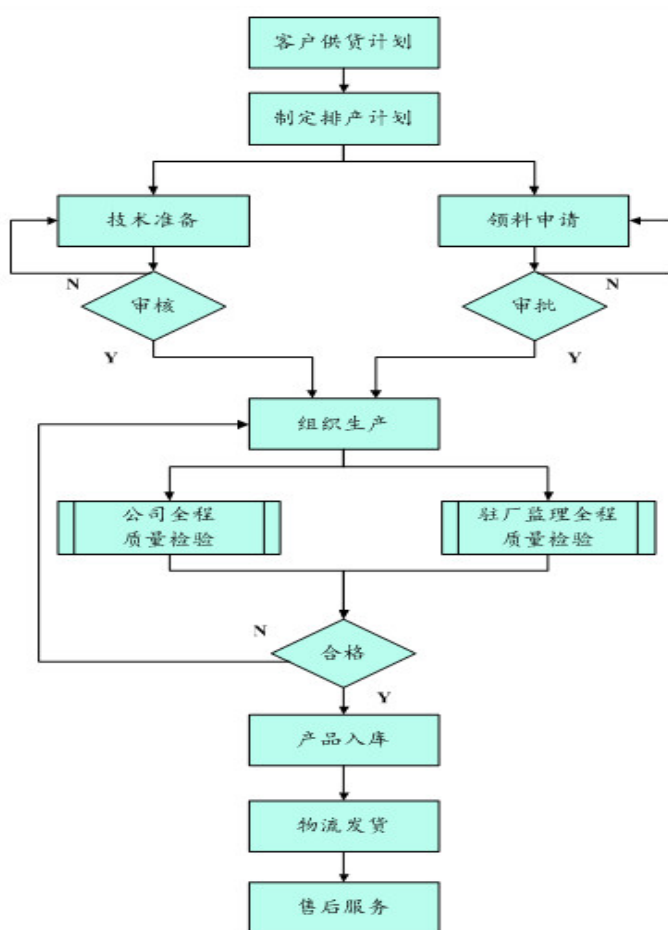 客户供货计划
制定排产计划
技术准备
领料申请
N
N
审核
审批
Y
Y
组织生产
公司全程
质量检验
驻厂监理全程
质量检验
N
合格
Y
产品入库
物流发货
售后服务